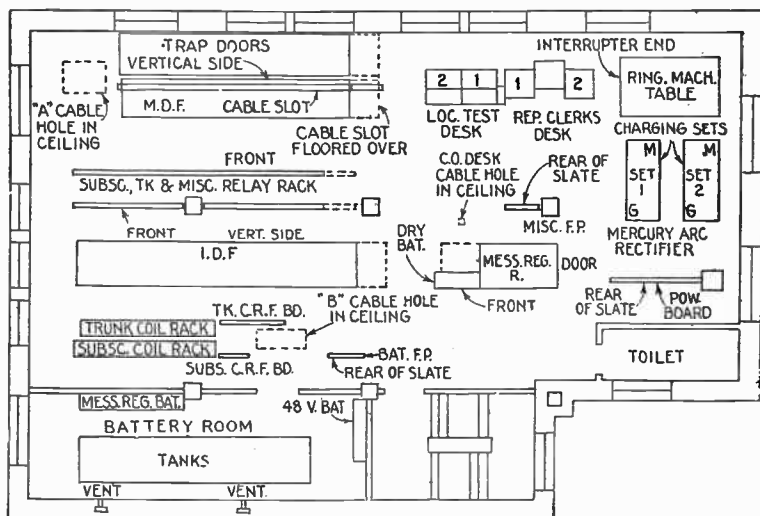 TRAP DOORS
VERTICAL SIDE
M.D.F.
CABLE SLOT
"A" CABLE
HOLE IN
CEILING
CABLE SLOT
FLOORED
OVER
2 1
LOC. TEST
DESK
1 2
REP. CLERKS
DESK
INTERRUPTER END
RING. MACH.
TABLE
CHARGING SETS
M
SET
1
G
M
SET
2
G
MERCURY ARC
RECTIFIER
FRONT
SUBSC., TK & MISC. RELAY RACK
C.O. DESK
CABLE HOLE
IN CEILING
REAR OF
SLATE
MISC. F.P.
FRONT
VERT. SIDE
I.D.F
DRY
BAT.
MESS. REG.
R.
DOOR
FRONT
REAR OF
SLATE
POW.
BOARD
TK. C.R.F. BD.
"B" CABLE HOLE
IN CEILING
TRUNK COIL RACK
SUBSC. COIL RACK
SUBS. C.R.F. BD.
BAT. F.P.
REAR OF SLATE
TOILET
MESS. REG. BAT.
48 V. BAT
BATTERY ROOM
TANKS
VENT
VENT.